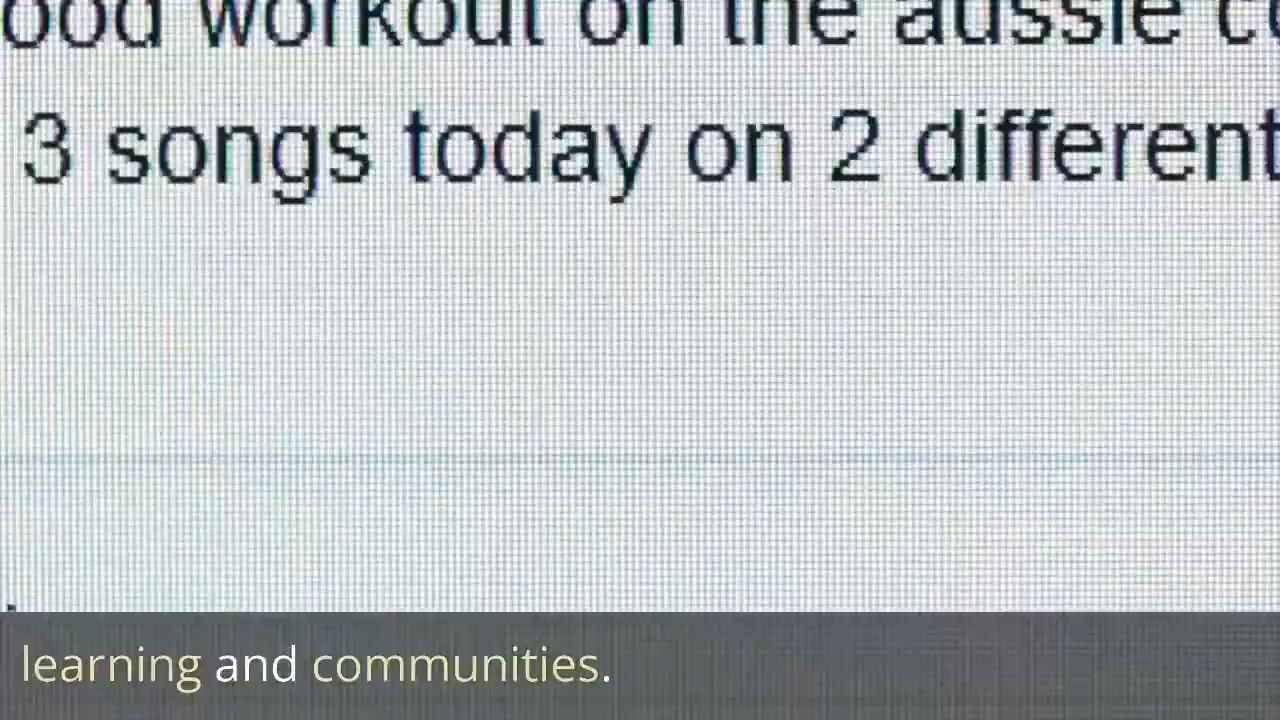 workout on the aussie
3 songs today on 2 different
learning and communities.